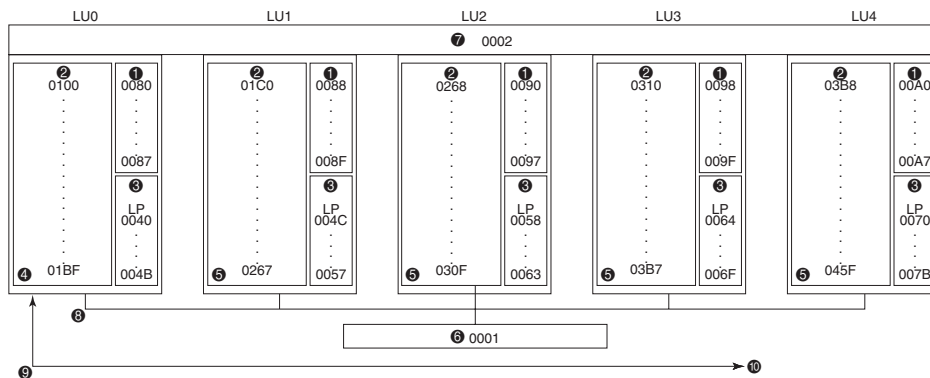 LU0 LU1 LU2 LU3 LU4
❼ 0002
❷ ❶ ❷ ❶ ❷ ❶ ❷ ❶ ❷ ❶
0100 0080 01C0 0088 0268 0090 0310 0098 03B8 00A0
0087 008F 0097 009F 00A7
❸ ❸ ❸ ❸ ❸
LP LP LP LP LP
0040 004C 0058 0064 0070
❹ 01BF 004B ❺ 0267 0057 ❺ 030F 0063 ❺ 03B7 006F ❺ 045F 007B
❽
❻ 0001
❾ ❿